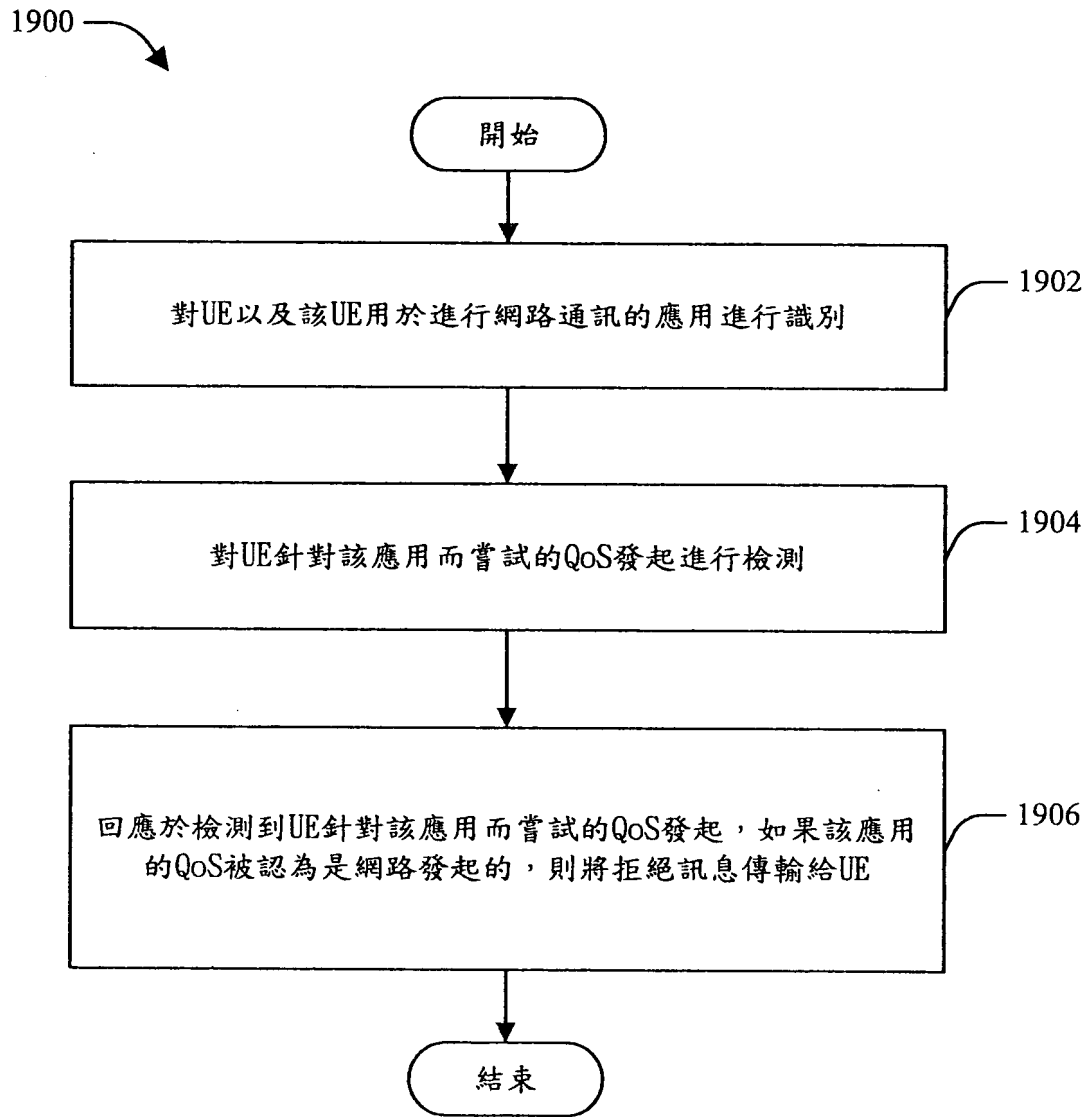 1900
開始
對UE以及該UE用於進行網路通訊的應用進行識別
1902
對UE針對該應用而嘗試的QoS發起進行檢測
1904
回應於檢測到UE針對該應用而嘗試的QoS發起,如果該應用
的QoS被認為是網路發起的,則將拒絕訊息傳輸給UE
1906
結束